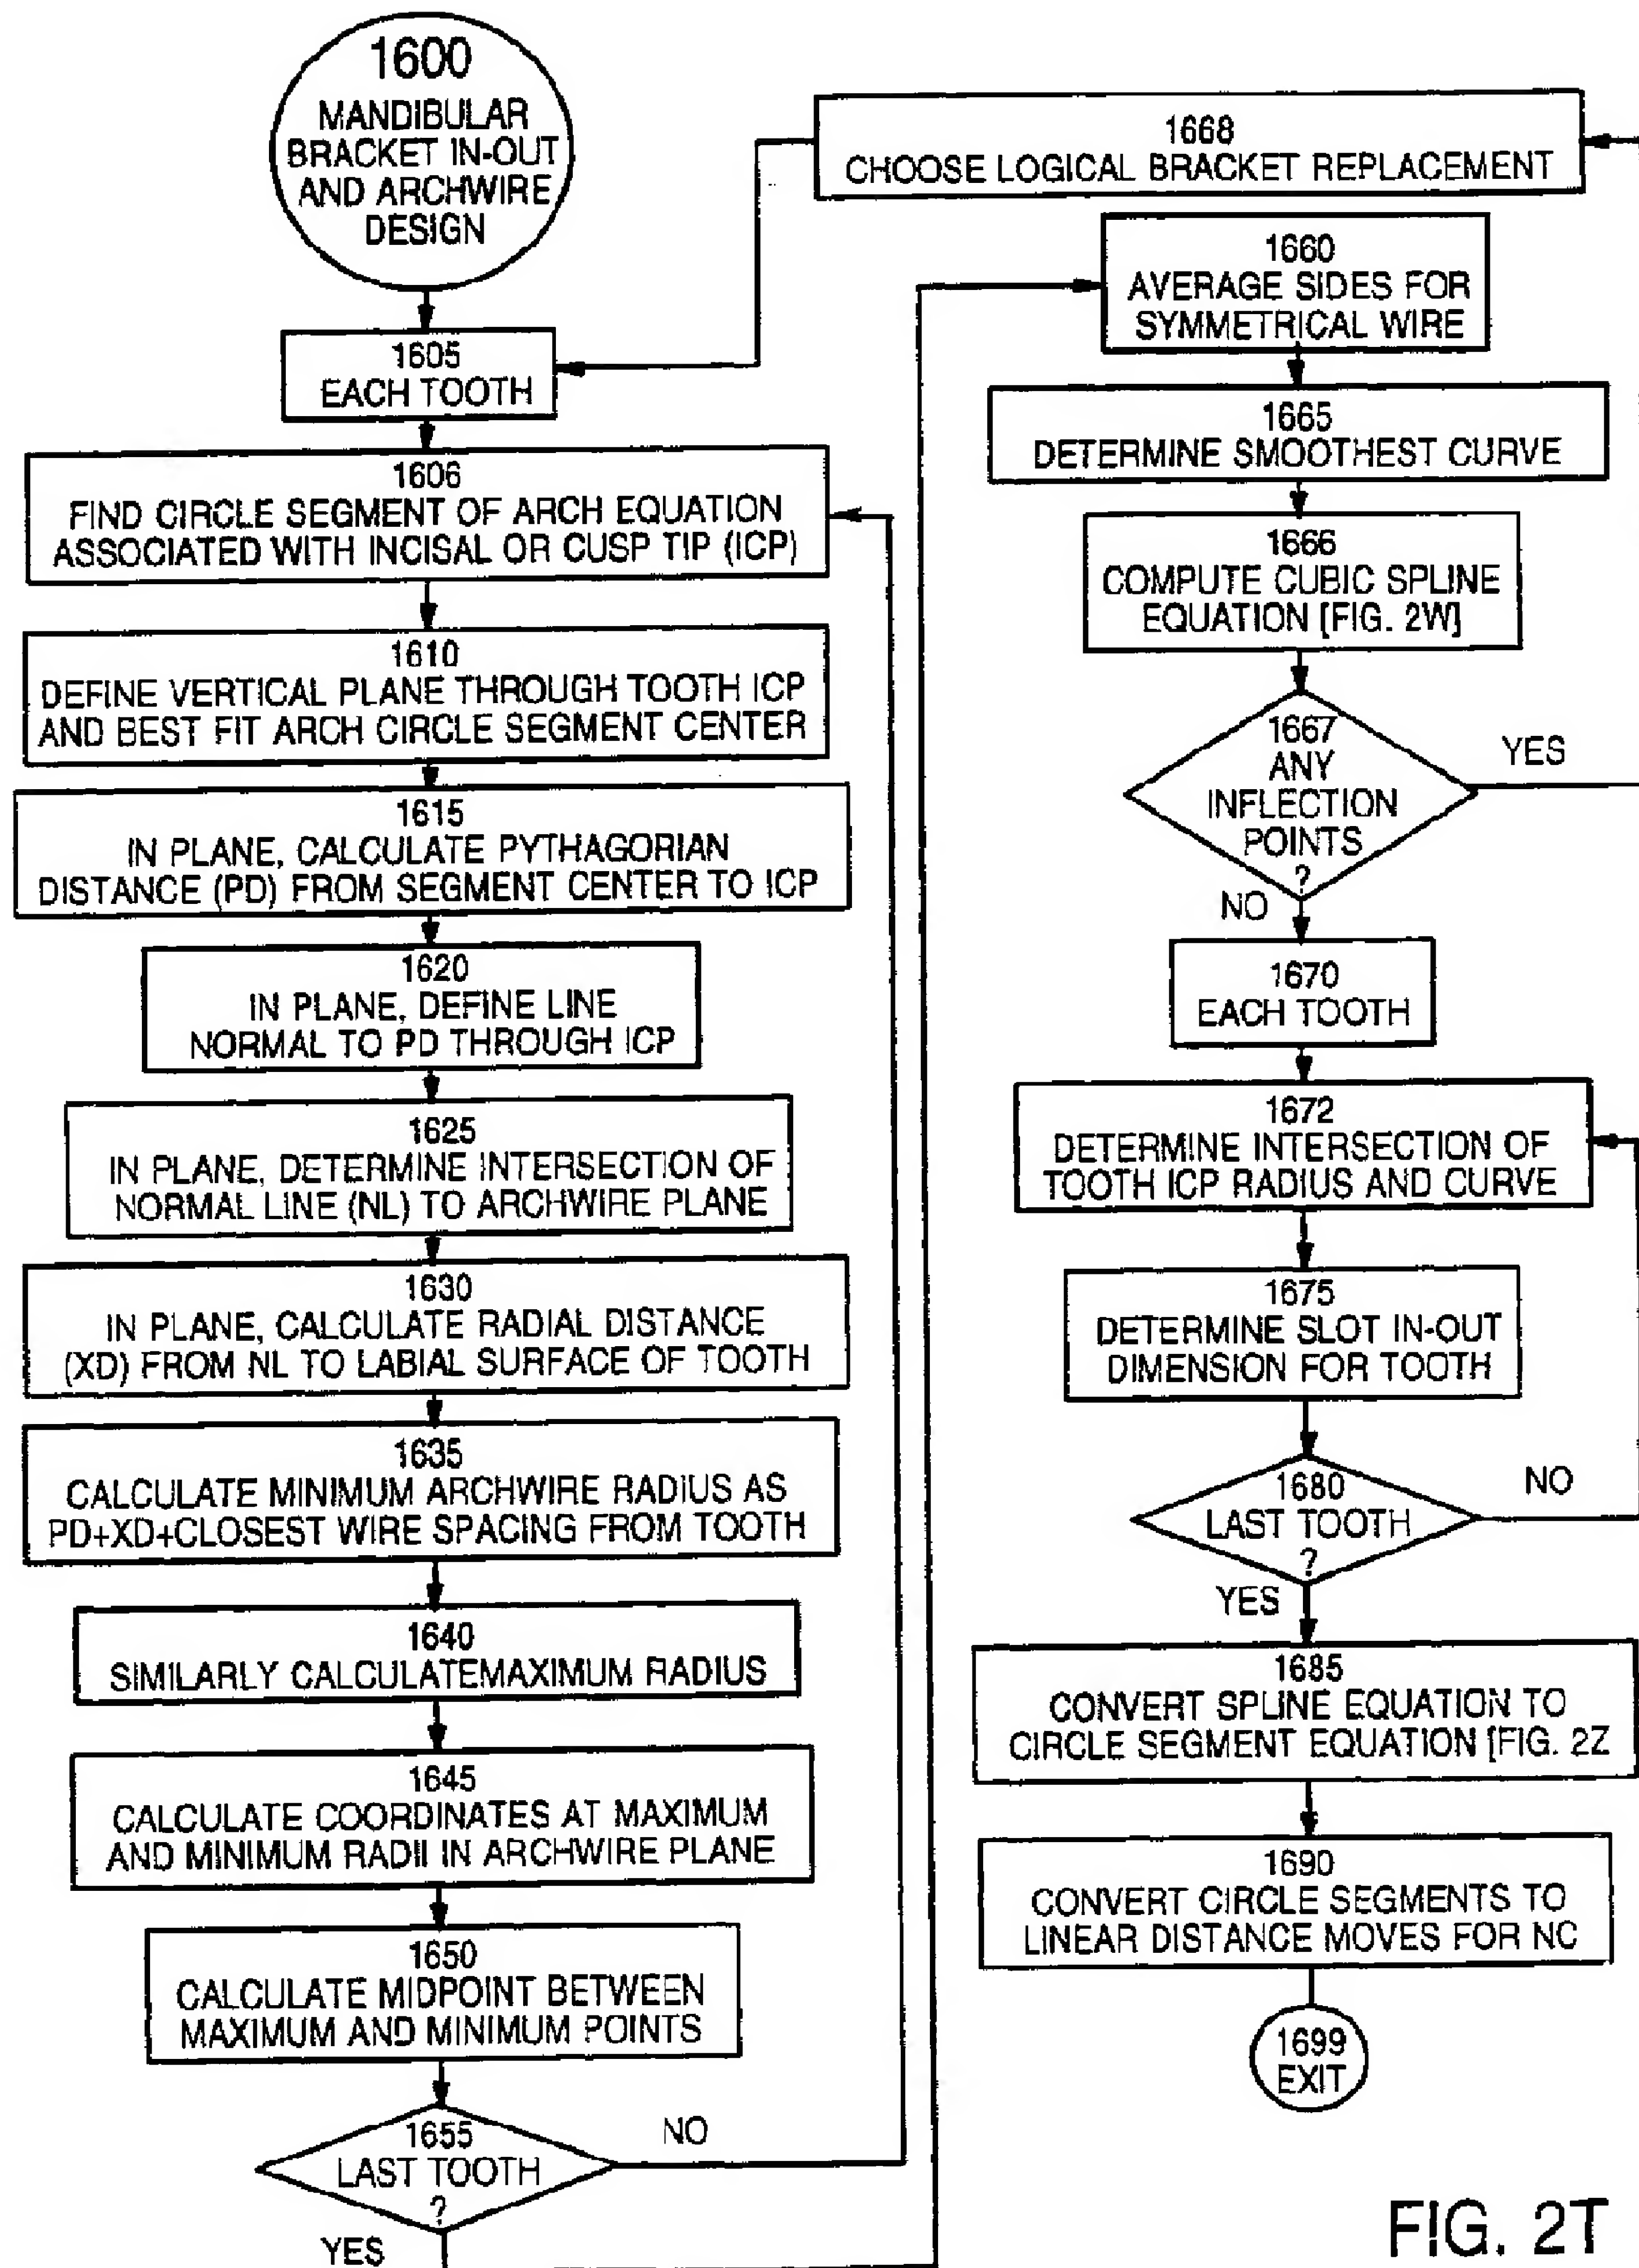 1600
MANDIBULAR
BRACKET IN-OUT
AND ARCHWIRE
DESIGN
1605
EACH TOOTH
1606
FIND CIRCLE SEGMENT OF ARCH EQUATION
ASSOCIATED WITH INCISAL OR CUSP TIP (ICP)
1610
DEFINE VERTICAL PLANE THROUGH TOOTH ICP
AND BEST FIT ARCH CIRCLE SEGMENT CENTER
1615
IN PLANE, CALCULATE PYTHAGORIAN
DISTANCE (PD) FROM SEGMENT CENTER TO ICP
1620
IN PLANE, DEFINE LINE
NORMAL TO PD THROUGH ICP
1625
IN PLANE, DETERMINE INTERSECTION OF
NORMAL LINE (NL) TO ARCHWIRE PLANE
1630
IN PLANE, CALCULATE RADIAL DISTANCE
(XD) FROM NL TO LABIAL SURFACE OF TOOTH
1635
CALCULATE MINIMUM ARCHWIRE RADIUS AS
PD+XD+CLOSEST WIRE SPACING FROM TOOTH
1640
SIMILARLY CALCULATEMAXIMUM RADIUS
1645
CALCULATE COORDINATES AT MAXIMUM
AND MINIMUM RADII IN ARCHWIRE PLANE
1650
CALCULATE MIDPOINT BETWEEN
MAXIMUM AND MINIMUM POINTS
1655
LAST TOOTH
?
NO
YES
1668
CHOOSE LOGICAL BRACKET REPLACEMENT
1660
AVERAGE SIDES FOR
SYMMETRICAL WIRE
1665
DETERMINE SMOOTHEST CURVE
1666
COMPUTE CUBIC SPLINE
EQUATION [FIG. 2W]
1667
ANY
INFLECTION
POINTS
?
YES
NO
1670
EACH TOOTH
1672
DETERMINE INTERSECTION OF
TOOTH ICP RADIUS AND CURVE
1675
DETERMINE SLOT IN-OUT
DIMENSION FOR TOOTH
1680
LAST TOOTH
?
NO
YES
1685
CONVERT SPLINE EQUATION TO
CIRCLE SEGMENT EQUATION [FIG. 2Z
1690
CONVERT CIRCLE SEGMENTS TO
LINEAR DISTANCE MOVES FOR NC
1699
EXIT
FIG. 2T